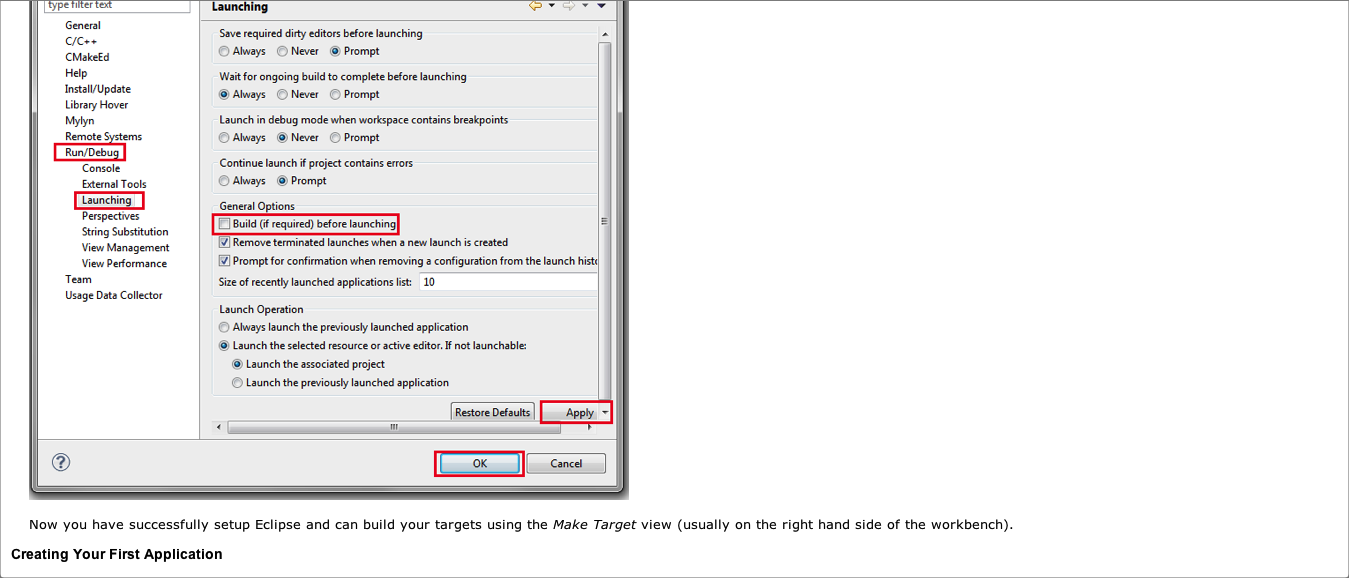 type filter text
Launching
General
C/C++
CMakeEd
Help
Install/Update
Library Hover
Mylyn
Remote Systems
Run/Debug
Console
External Tools
Launching
Perspectives
String Substitution
View Management
View Performance
Team
Usage Data Collector
Save required dirty editors before launching
Always Never Prompt
Wait for ongoing build to complete before launching
Always Never Prompt
Launch in debug mode when workspace contains breakpoints
Always Never Prompt
Continue launch if project contains errors
Always Prompt
General Options
Build (if required) before launching
Remove terminated launches when a new launch is created
Prompt for confirmation when removing a configuration from the launch histo
Size of recently launched applications list: 10
Launch Operation
Always launch the previously launched application
Launch the selected resource or active editor. If not launchable:
Launch the associated project
Launch the previously launched application
Restore Defaults Apply
? OK Cancel
Now you have successfully setup Eclipse and can build your targets using the Make Target view (usually on the right hand side of the workbench).
Creating Your First Application